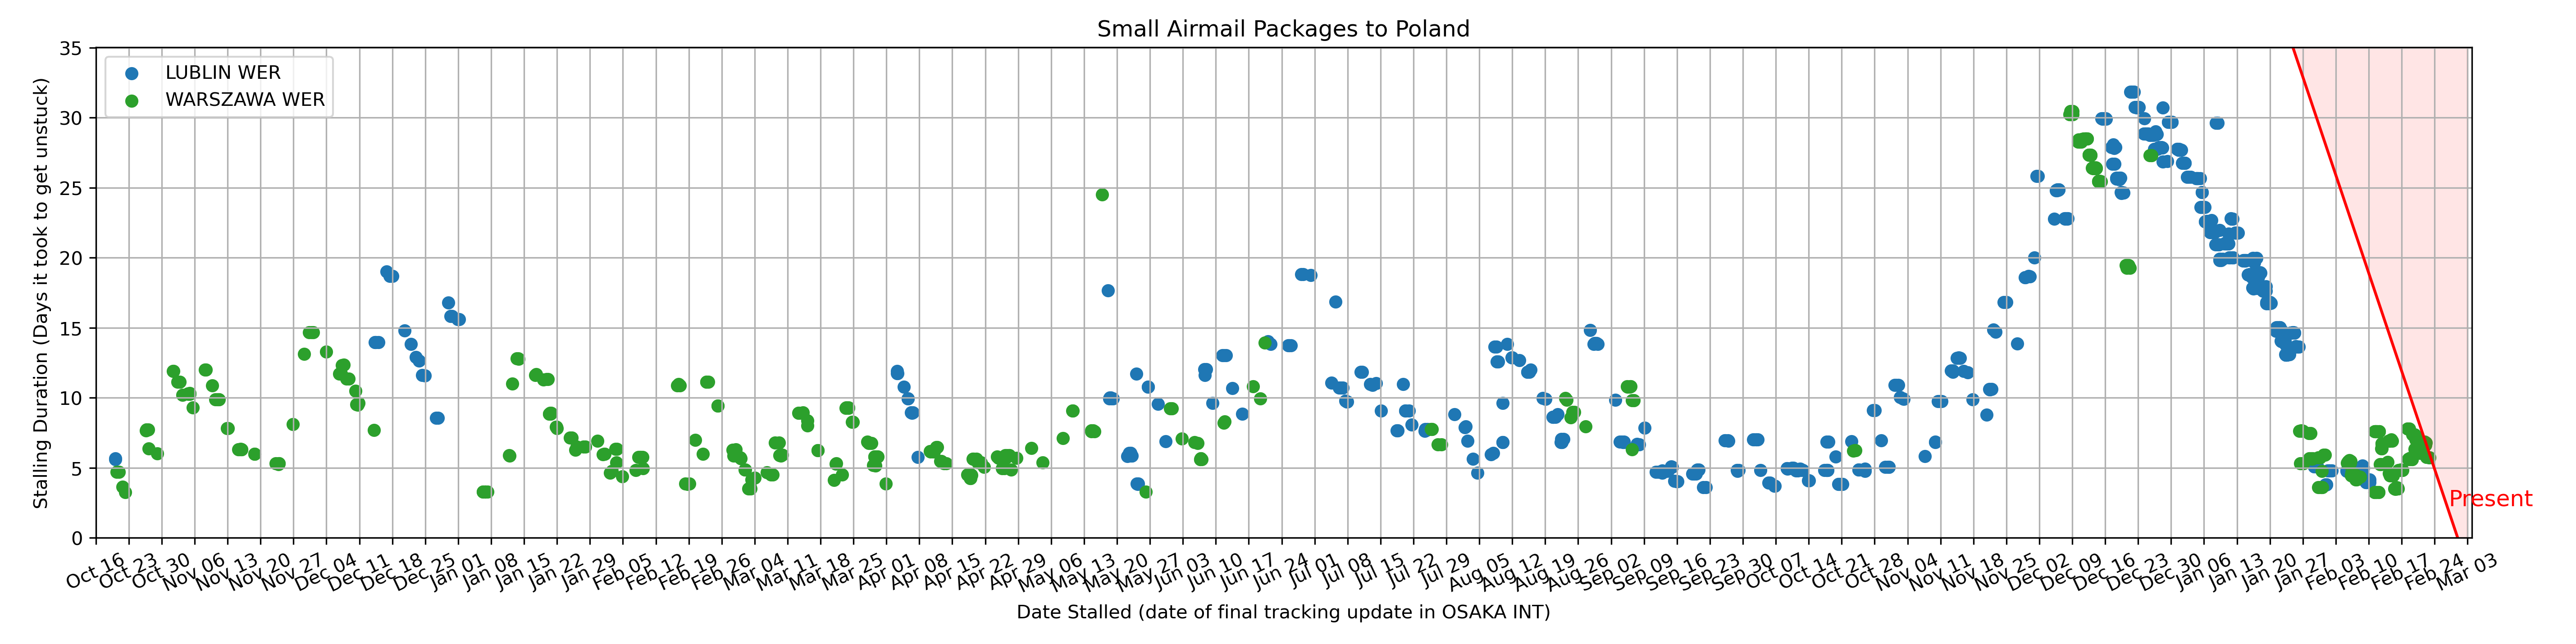 Small Airmail Packages to Poland
Stalling Duration (Days it took to get unstuck)
35
30
25
20
15
10
5
0
LUBLIN WER
WARSZAWA WER
Present
Oct 16
Oct 23
Oct 30
Nov 06
Nov 13
Nov 20
Nov 27
Dec 04
Dec 11
Dec 18
Dec 25
Jan 01
Jan 08
Jan 15
Jan 22
Jan 29
Feb 05
Feb 12
Feb 19
Feb 26
Mar 04
Mar 11
Mar 18
Mar 25
Apr 01
Apr 08
Apr 15
Apr 22
Apr 29
May 06
May 13
May 20
May 27
Jun 03
Jun 10
Jun 17
Jun 24
Jul 01
Jul 08
Jul 15
Jul 22
Jul 29
Aug 05
Aug 12
Aug 19
Aug 26
Sep 02
Sep 09
Sep 16
Sep 23
Sep 30
Oct 07
Oct 14
Oct 21
Oct 28
Nov 04
Nov 11
Nov 18
Nov 25
Dec 02
Dec 09
Dec 16
Dec 23
Dec 30
Jan 06
Jan 13
Jan 20
Jan 27
Feb 03
Feb 10
Feb 17
Feb 24
Mar 03
Date Stalled (date of final tracking update in OSAKA INT)